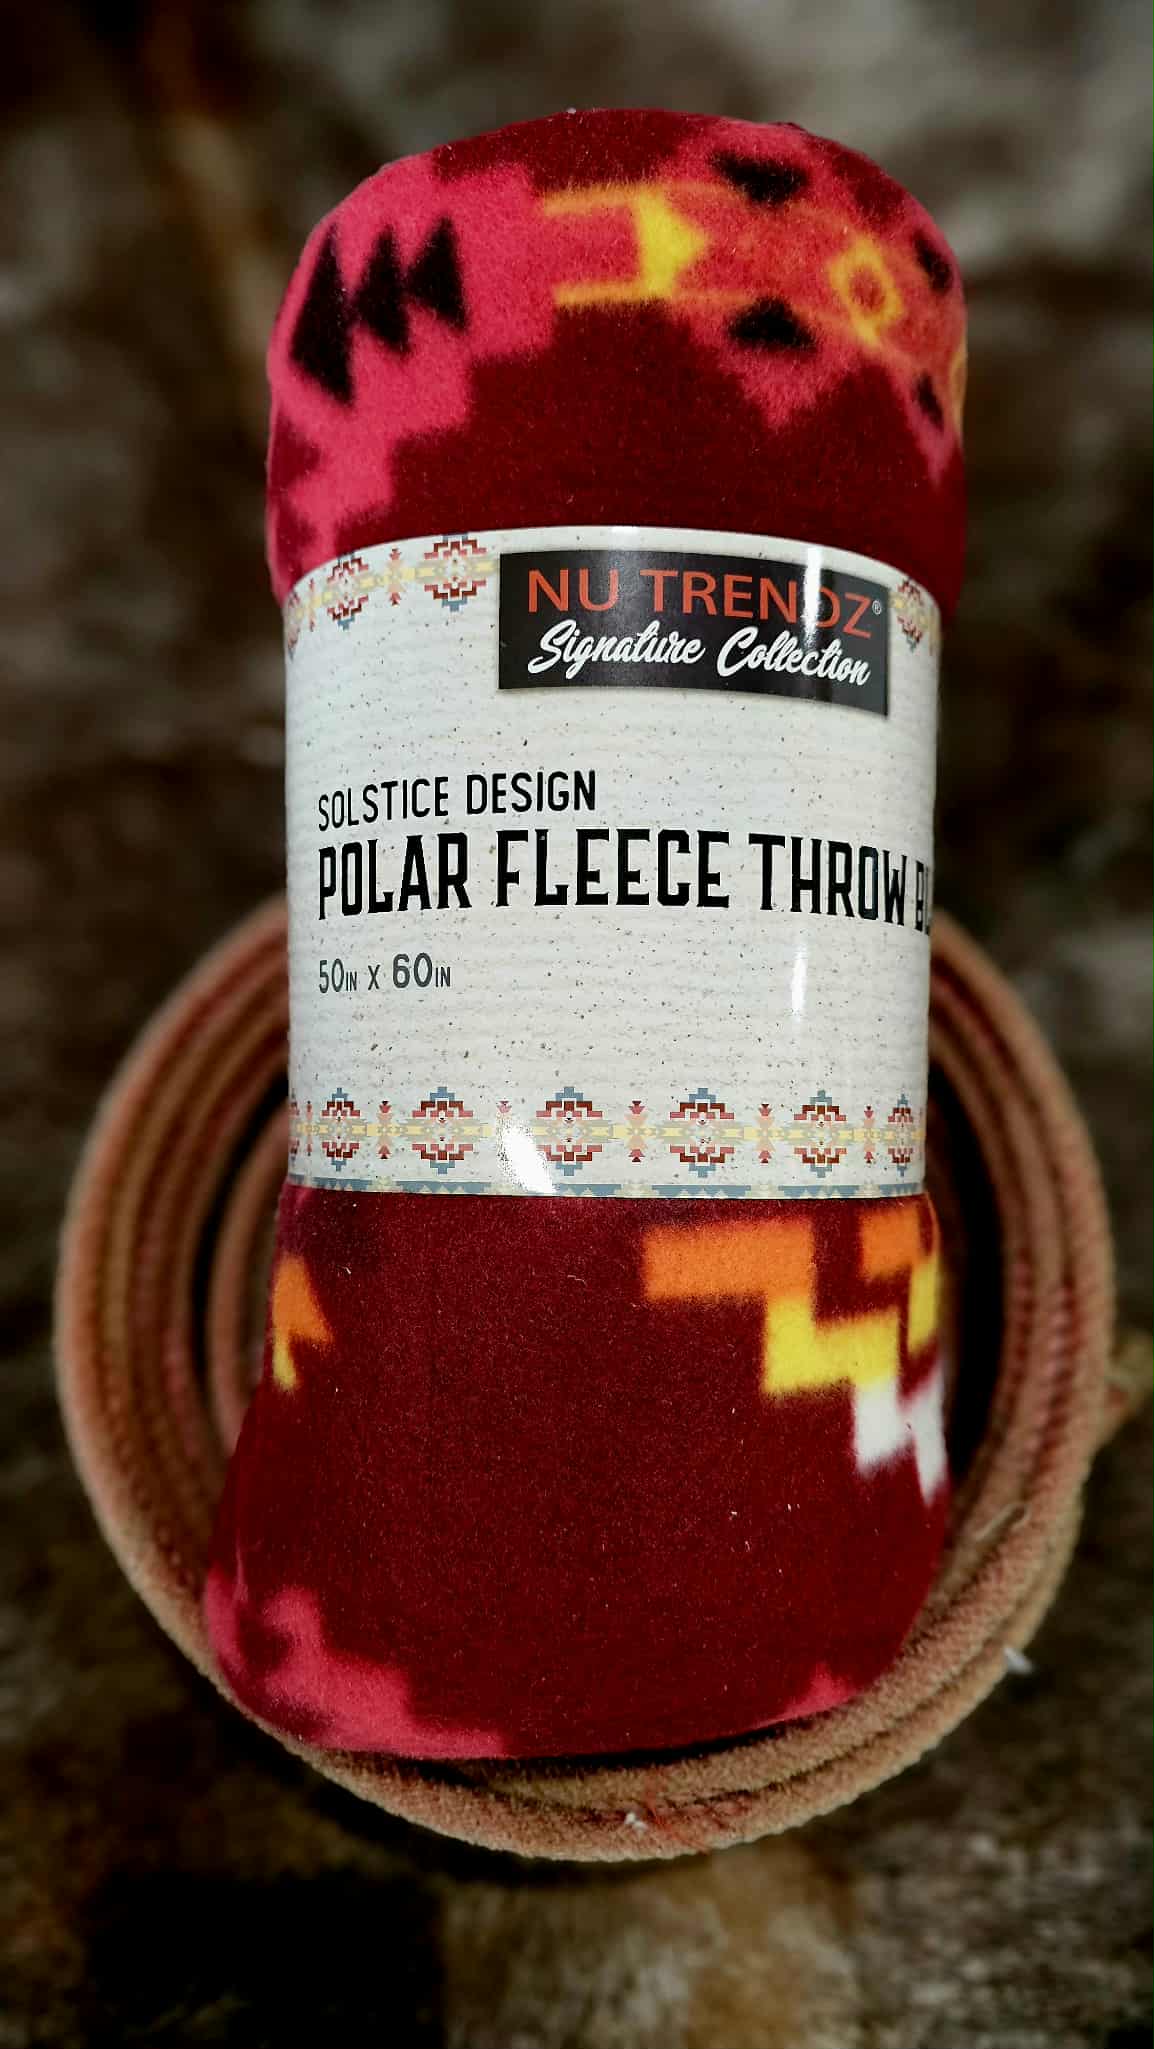 NU TRENDZ®
Signature Collection
SOLSTICE DESIGN
POLAR FLEECE THROW
50IN X 60IN